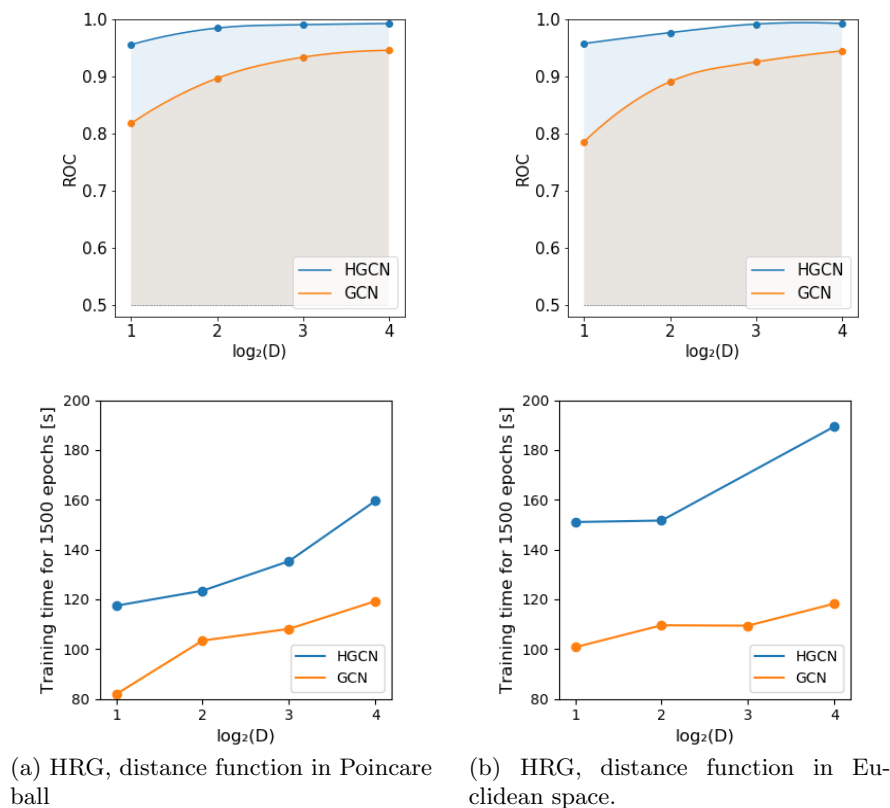 1.0
0.9
0.8
0.7
0.6
0.5
ROC
HGCN
GCN
1 2 3 4
log₂(D)
1.0
0.9
0.8
0.7
0.6
0.5
ROC
HGCN
GCN
1 2 3 4
log₂(D)
200
180
160
140
120
100
80
Training time for 1500 epochs [s]
HGCN
GCN
1 2 3 4
log₂(D)
200
180
160
140
120
100
80
Training time for 1500 epochs [s]
HGCN
GCN
1 2 3 4
log₂(D)
(a) HRG, distance function in Poincare
ball
(b) HRG, distance function in Eu-
clidean space.